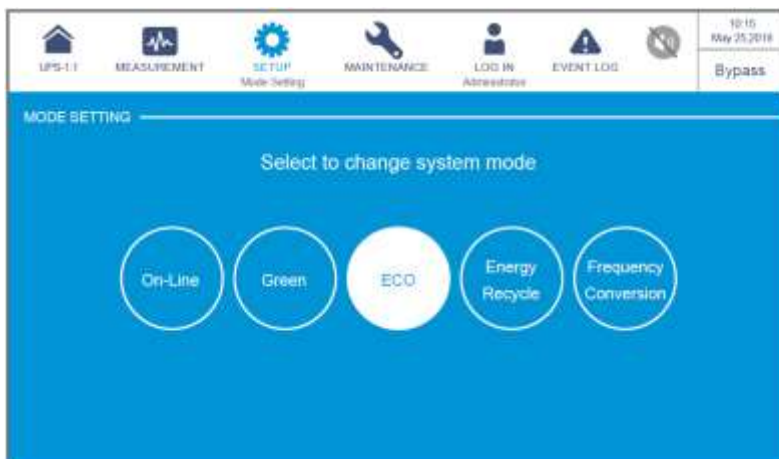 10:15
May 25,2018
UPS-1.1
MEASUREMENT
SETUP
MAINTENANCE
LOG IN
EVENT LOG
Mode Setting
Administrator
Bypass
MODE SETTING
Select to change system mode
On-Line
Green
ECO
Energy
Recycle
Frequency
Conversion